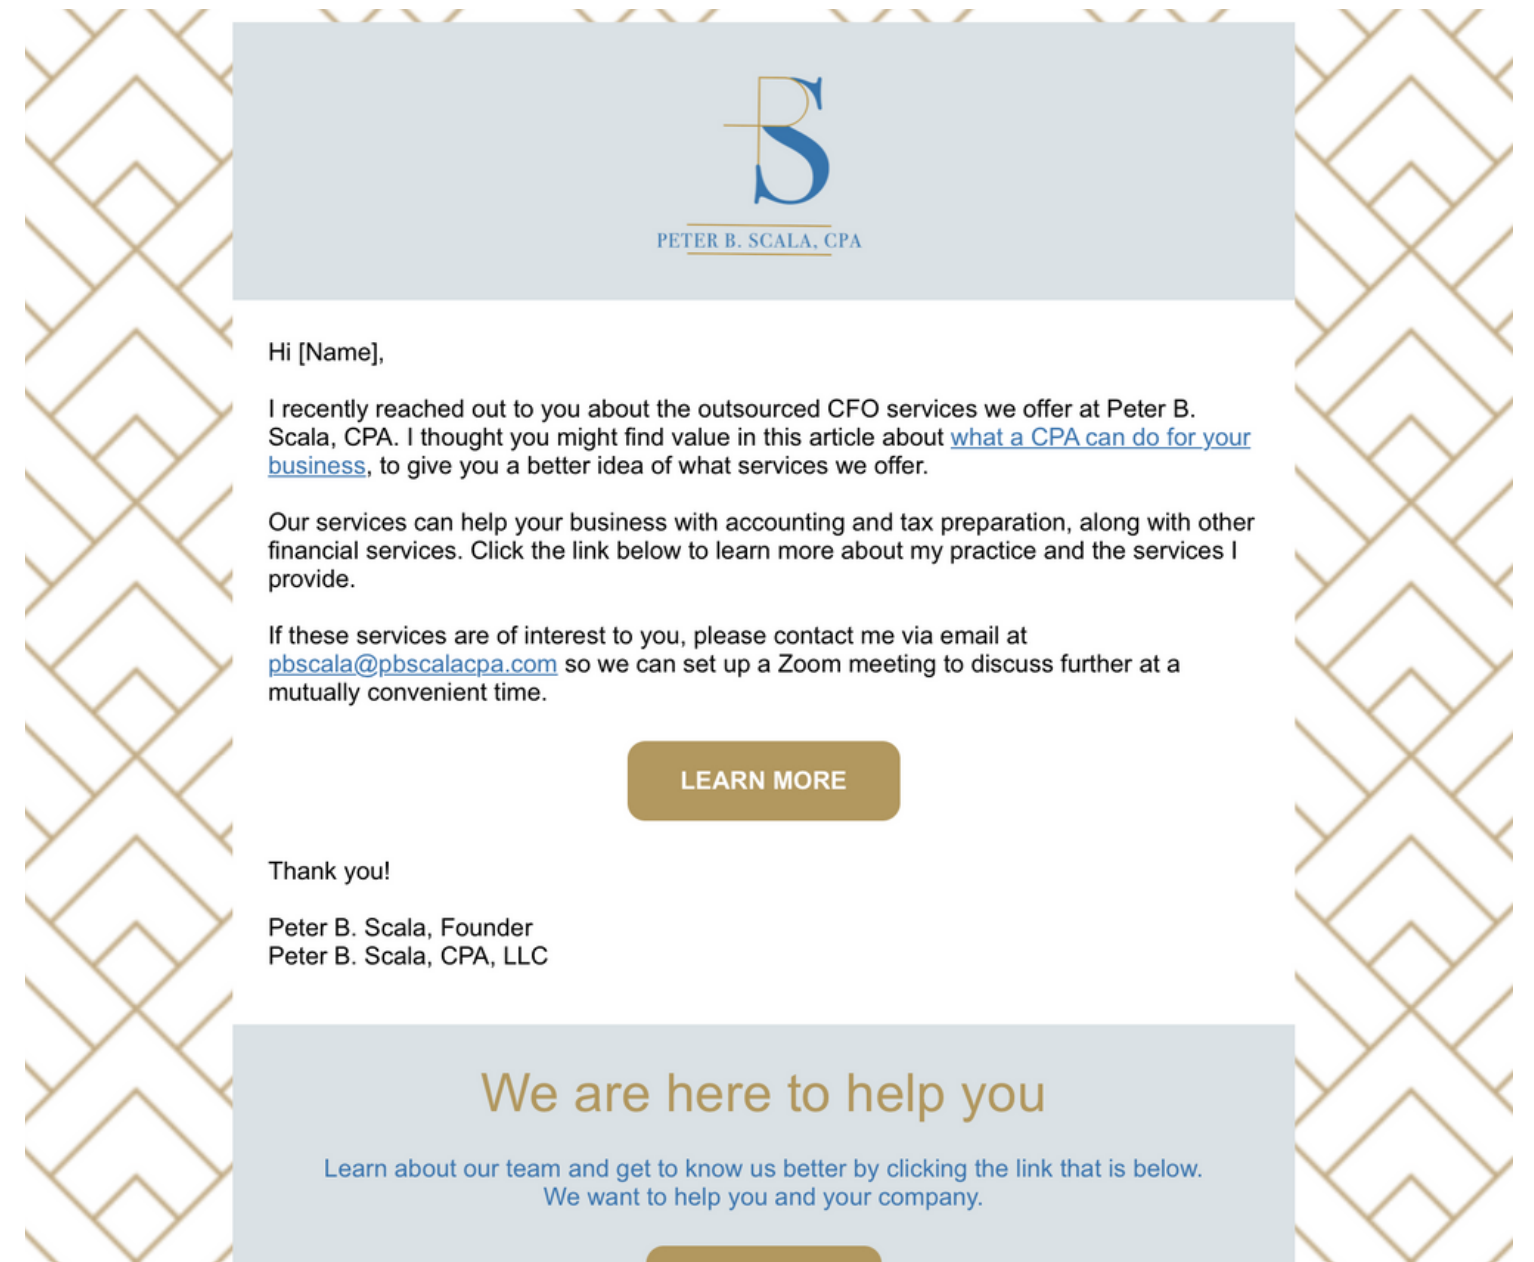 PETER B. SCALA, CPA
Hi [Name],
I recently reached out to you about the outsourced CFO services we offer at Peter B.
Scala, CPA. I thought you might find value in this article about what a CPA can do for your
business, to give you a better idea of what services we offer.
Our services can help your business with accounting and tax preparation, along with other
financial services. Click the link below to learn more about my practice and the services I
provide.
If these services are of interest to you, please contact me via email at
pbscala@pbscalacpa.com so we can set up a Zoom meeting to discuss further at a
mutually convenient time.
LEARN MORE
Thank you!
Peter B. Scala, Founder
Peter B. Scala, CPA, LLC
We are here to help you
Learn about our team and get to know us better by clicking the link that is below.
We want to help you and your company.